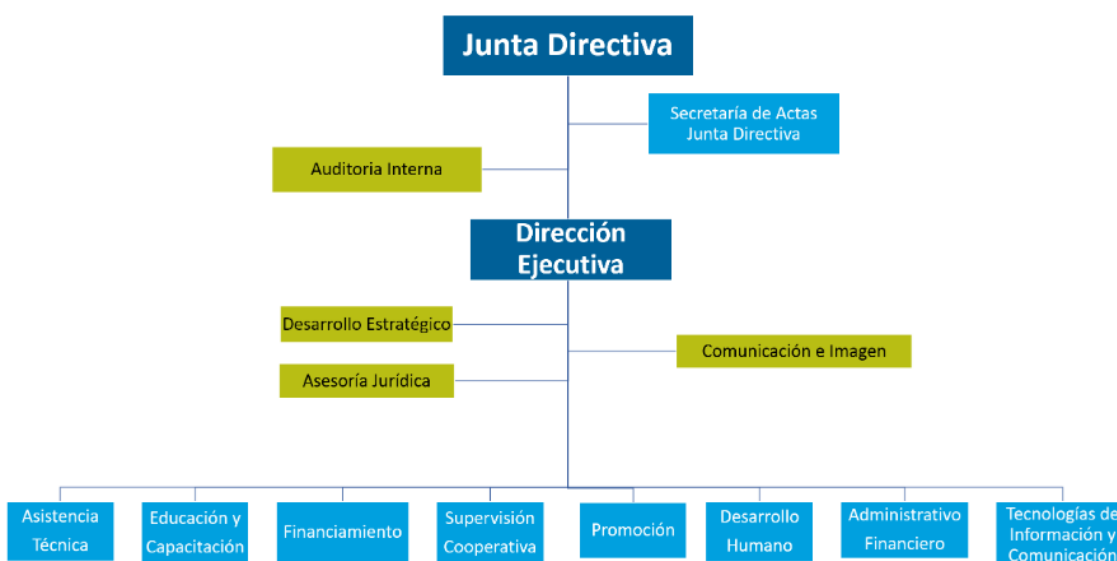 Junta Directiva
Secretaría de Actas
Junta Directiva
Auditoria Interna
Dirección
Ejecutiva
Desarrollo Estratégico
Comunicación e Imagen
Asesoría Jurídica
Asistencia
Técnica
Educación y
Capacitación
Financiamiento
Supervisión
Cooperativa
Promoción
Desarrollo
Humano
Administrativo
Financiero
Tecnologías de
Información y
Comunicación